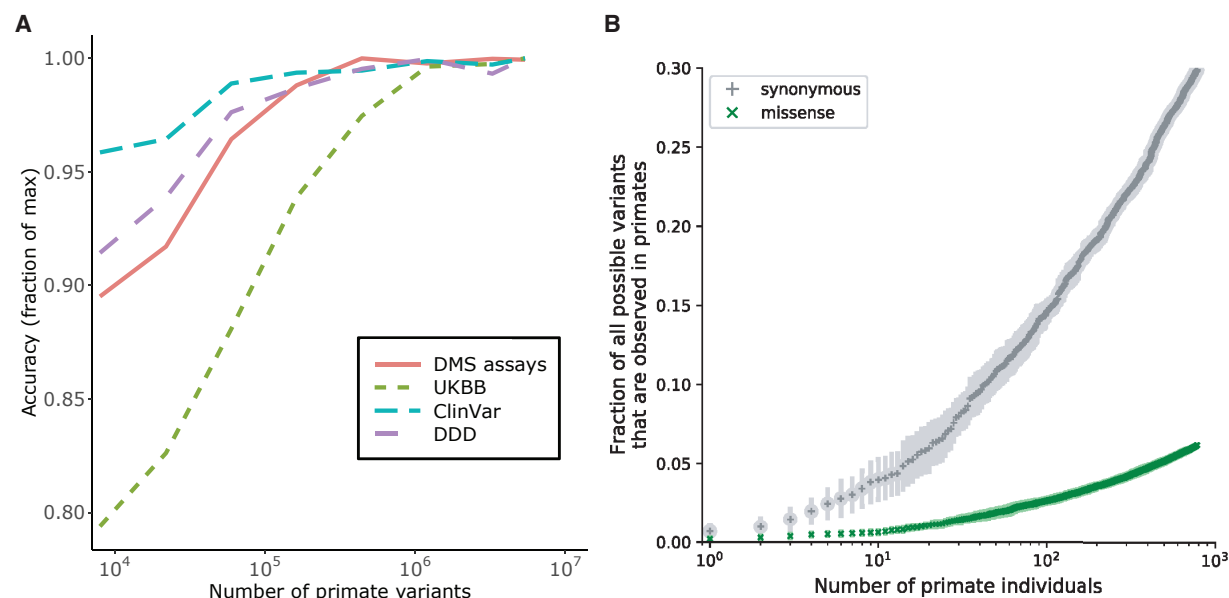 A
Accuracy (fraction of max)
1.00
0.95
0.90
0.85
0.80
DMS assays
UKBB
ClinVar
DDD
10^4
10^5
10^6
10^7
Number of primate variants
B
Fraction of all possible variants
that are observed in primates
0.30
0.25
0.20
0.15
0.10
0.05
0.00
synonymous
missense
10^0
10^1
10^2
10^3
Number of primate individuals